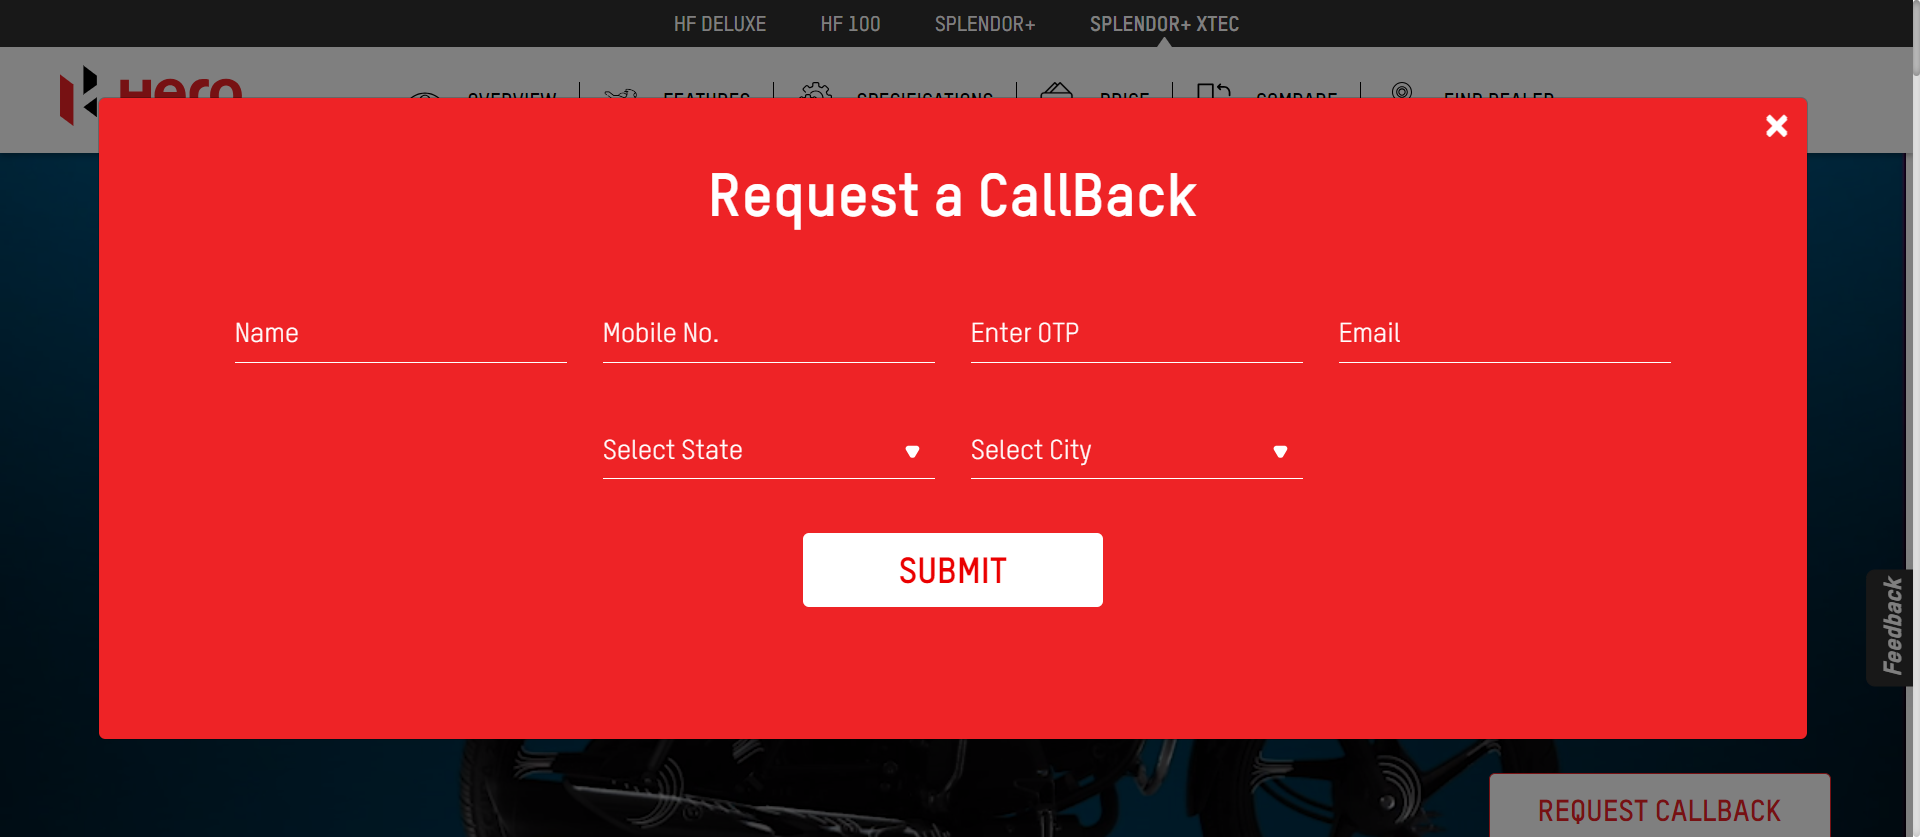 HF DELUXE HF 100 SPLENDOR+ SPLENDOR+ XTEC
Hero OVERVIEW FEATURES SPECIFICATIONS PRICE COMPARE FIND DEALER
Request a CallBack
Name Mobile No. Enter OTP Email
Select State Select City
SUBMIT
Feedback
REQUEST CALLBACK